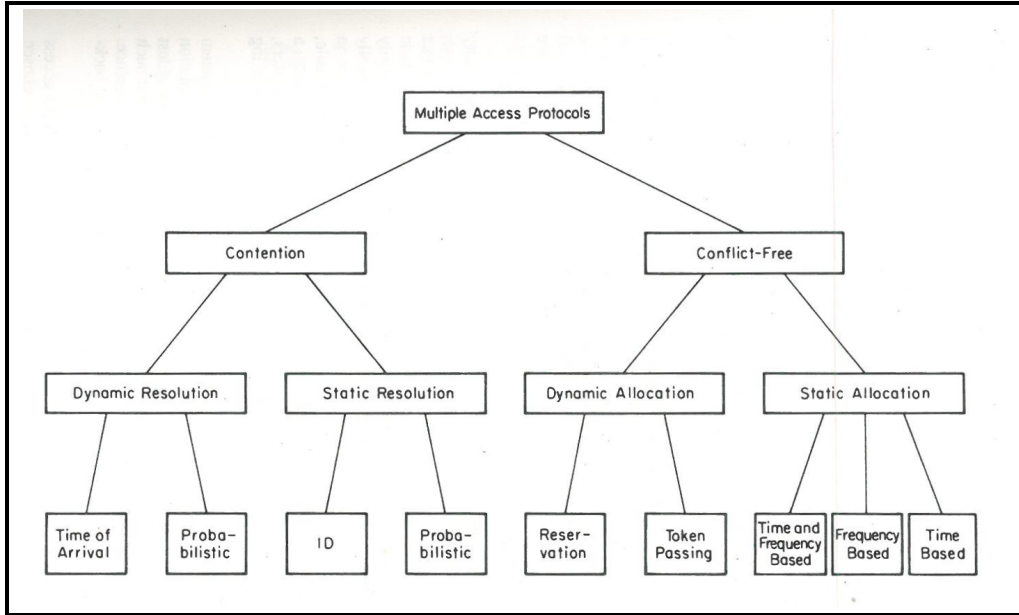 Multiple Access Protocols
Contention
Conflict-Free
Dynamic Resolution
Static Resolution
Dynamic Allocation
Static Allocation
Time of
Arrival
Proba-
bilistic
ID
Proba-
bilistic
Reser-
vation
Token
Passing
Time and
Frequency
Based
Frequency
Based
Time
Based